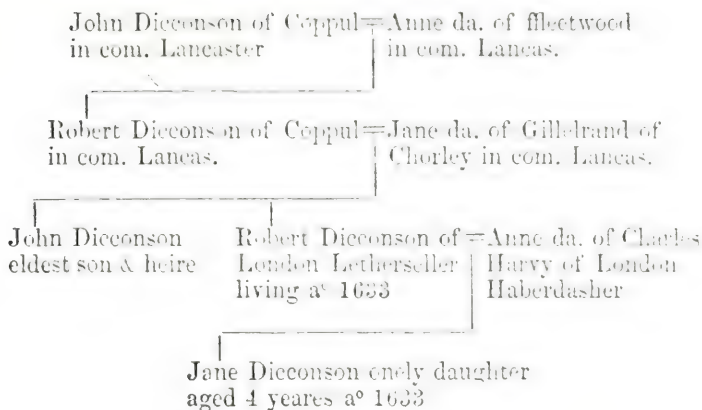 John Dicconson of Coppul=Anne da. of ffleetwood
in com. Lancaster in com. Lancas.
Robert Dicconson of Coppul=Jane da. of Gillelrand of
in com. Lancas. Chorley in com. Lancas.
John Dicconson Robert Dicconson of=Anne da. of Charles
eldest son & heire London Letherseller Harvy of London
living aº 1633 Haberdasher
Jane Dicconson onely daughter
aged 4 yeares aº 1633